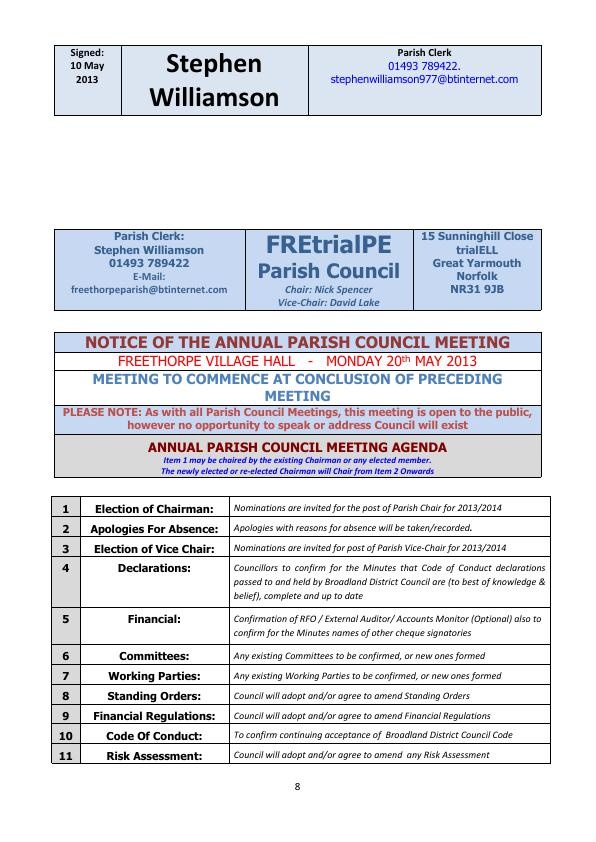 Signed:
10 May
2013
Stephen
Williamson
Parish Clerk
01493 789422.
stephenwilliamson977@btinternet.com
Parish Clerk:
Stephen Williamson
01493 789422
E-Mail:
freethorpeparish@btinternet.com
FREtrialPE
Parish Council
Chair: Nick Spencer
Vice-Chair: David Lake
15 Sunninghill Close
trialELL
Great Yarmouth
Norfolk
NR31 9JB
NOTICE OF THE ANNUAL PARISH COUNCIL MEETING
FREETHORPE VILLAGE HALL - MONDAY 20th MAY 2013
MEETING TO COMMENCE AT CONCLUSION OF PRECEDING
MEETING
PLEASE NOTE: As with all Parish Council Meetings, this meeting is open to the public,
however no opportunity to speak or address Council will exist
ANNUAL PARISH COUNCIL MEETING AGENDA
Item 1 may be chaired by the existing Chairman or any elected member.
The newly elected or re-elected Chairman will Chair from Item 2 Onwards
1 Election of Chairman: Nominations are invited for the post of Parish Chair for 2013/2014
2 Apologies For Absence: Apologies with reasons for absence will be taken/recorded.
3 Election of Vice Chair: Nominations are invited for post of Parish Vice-Chair for 2013/2014
4 Declarations: Councillors to confirm for the Minutes that Code of Conduct declarations
passed to and held by Broadland District Council are (to best of knowledge &
belief), complete and up to date
5 Financial: Confirmation of RFO / External Auditor/ Accounts Monitor (Optional) also to
confirm for the Minutes names of other cheque signatories
6 Committees: Any existing Committees to be confirmed, or new ones formed
7 Working Parties: Any existing Working Parties to be confirmed, or new ones formed
8 Standing Orders: Council will adopt and/or agree to amend Standing Orders
9 Financial Regulations: Council will adopt and/or agree to amend Financial Regulations
10 Code Of Conduct: To confirm continuing acceptance of Broadland District Council Code
11 Risk Assessment: Council will adopt and/or agree to amend any Risk Assessment
8